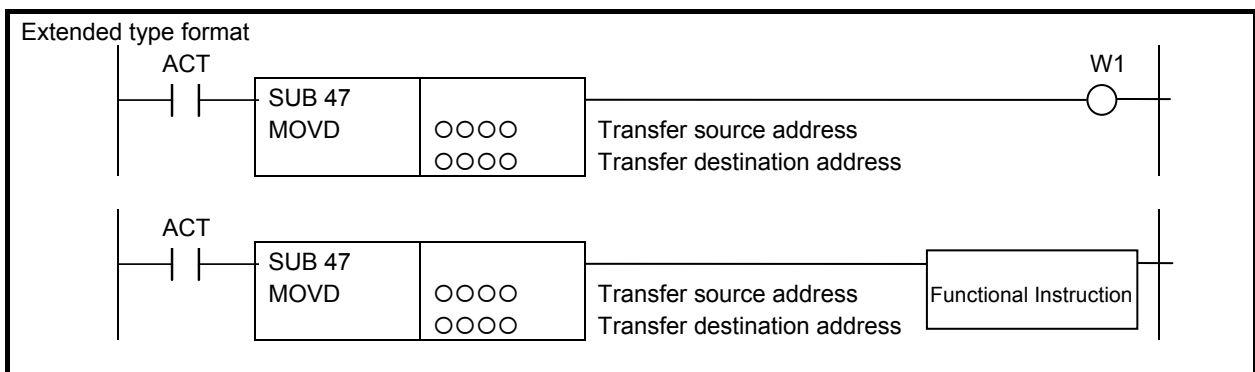 Extended type format
ACT
W1
SUB 47
MOVD
○○○○
Transfer source address
○○○○
Transfer destination address
ACT
SUB 47
MOVD
○○○○
Transfer source address
Functional Instruction
○○○○
Transfer destination address